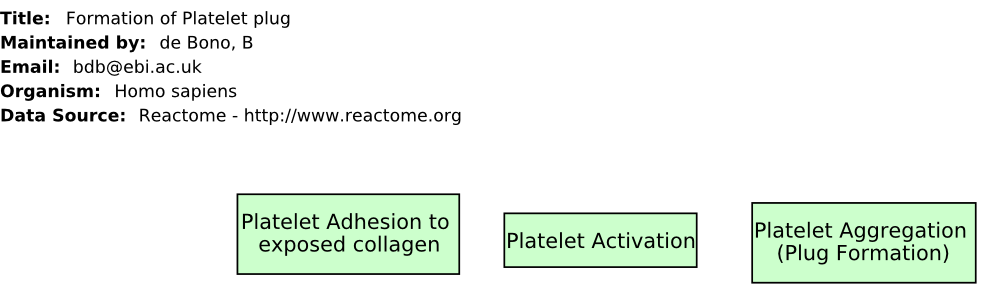 Title: Formation of Platelet plug
Maintained by: de Bono, B
Email: bdb@ebi.ac.uk
Organism: Homo sapiens
Data Source: Reactome - http://www.reactome.org
Platelet Adhesion to
exposed collagen
Platelet Activation
Platelet Aggregation
(Plug Formation)